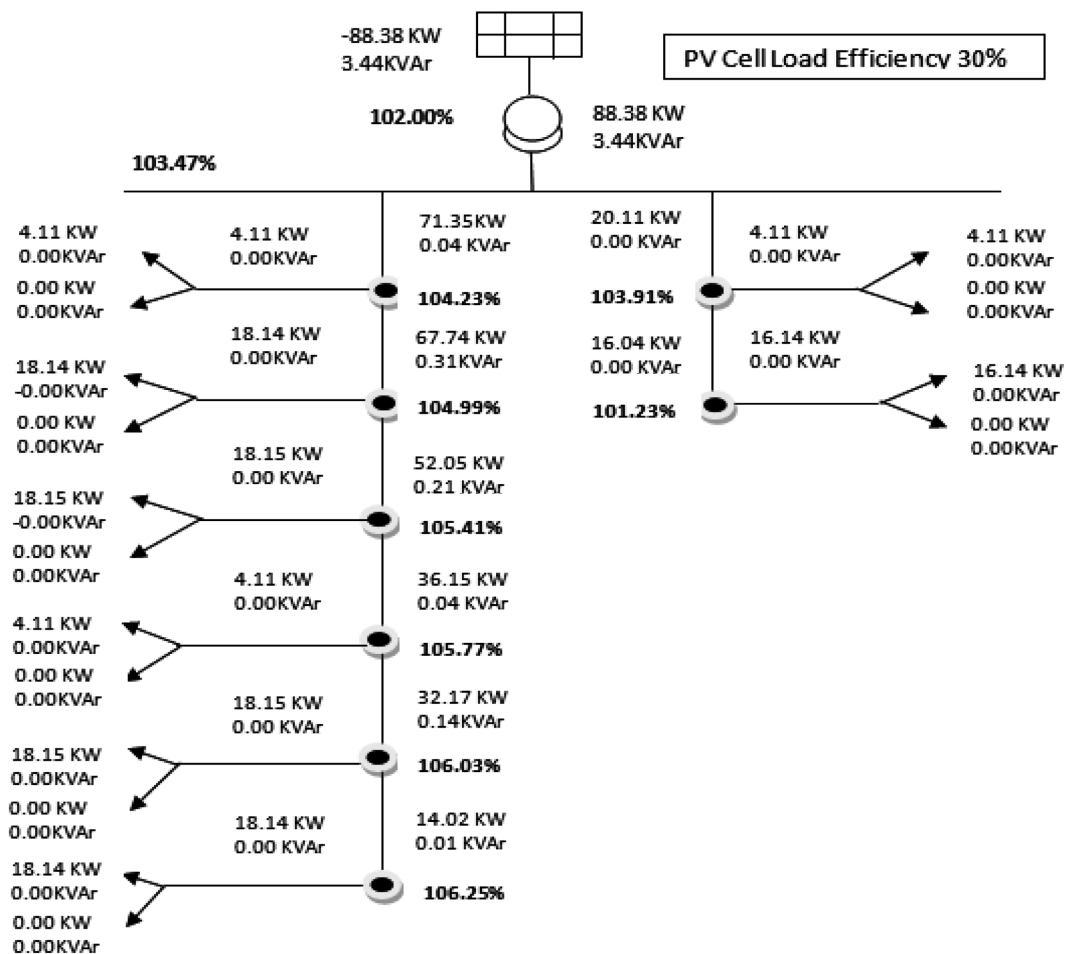 -88.38 KW
3.44KVAr
PV Cell Load Efficiency 30%
102.00%
88.38 KW
3.44KVAr
103.47%
4.11 KW
0.00KVAr
0.00 KW
0.00KVAr
4.11 KW
0.00KVAr
71.35KW
0.04 KVAr
104.23%
20.11 KW
0.00 KVAr
103.91%
4.11 KW
0.00 KVAr
4.11 KW
0.00KVAr
0.00 KW
0.00KVAr
18.14 KW
-0.00KVAr
0.00 KW
0.00KVAr
18.14 KW
0.00KVAr
67.74 KW
0.31KVAr
104.99%
16.04 KW
0.00 KVAr
101.23%
16.14 KW
0.00 KVAr
16.14 KW
0.00KVAr
0.00 KW
0.00KVAr
18.15 KW
-0.00KVAr
0.00 KW
0.00KVAr
18.15 KW
0.00 KVAr
52.05 KW
0.21 KVAr
105.41%
4.11 KW
0.00KVAr
0.00 KW
0.00KVAr
4.11 KW
0.00KVAr
36.15 KW
0.04 KVAr
105.77%
18.15 KW
0.00KVAr
0.00 KW
0.00KVAr
18.15 KW
0.00 KVAr
32.17 KW
0.14KVAr
106.03%
18.14 KW
0.00KVAr
0.00 KW
0.00KVAr
18.14 KW
0.00 KVAr
14.02 KW
0.01 KVAr
106.25%